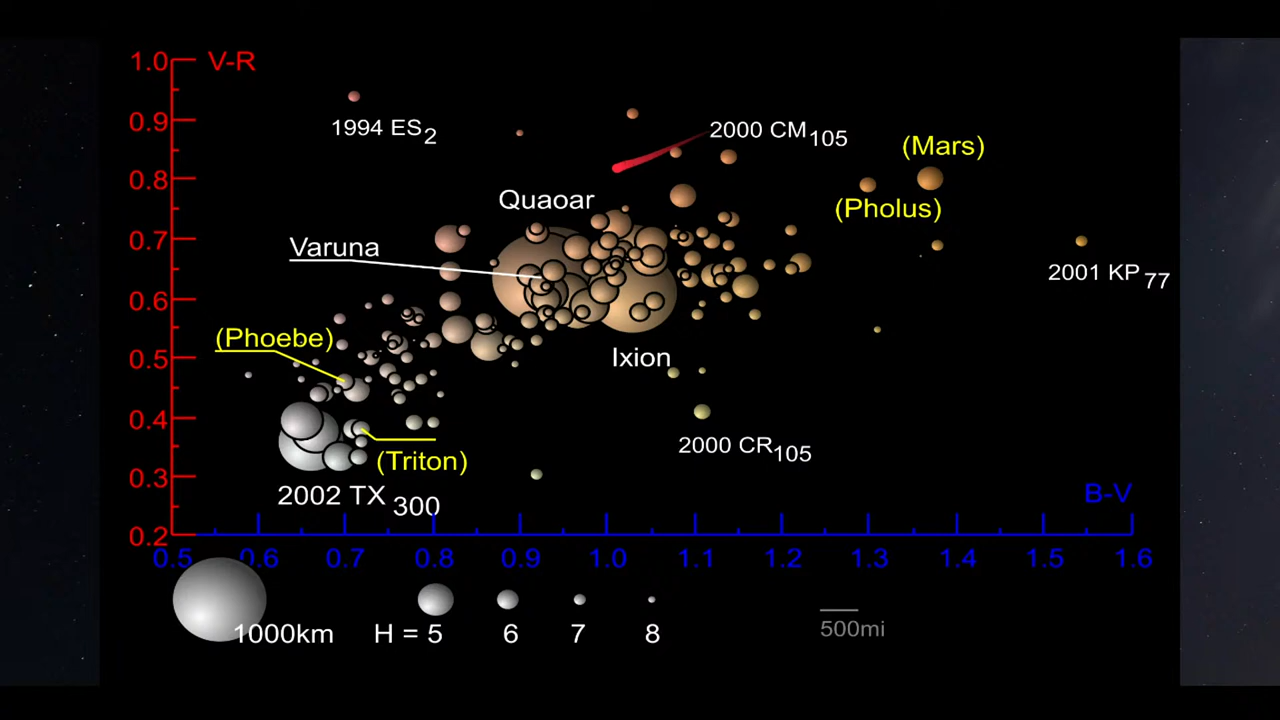 1.0 V-R
0.9
1994 ES2
2000 CM105
(Mars)
0.8
Quaoar
(Pholus)
0.7
Varuna
2001 KP77
0.6
(Phoebe)
0.5
Ixion
0.4
2000 CR105
(Triton)
0.3
2002 TX300
B-V
0.2
0.5 0.6 0.7 0.8 0.9 1.0 1.1 1.2 1.3 1.4 1.5 1.6
1000km H = 5 6 7 8
500mi